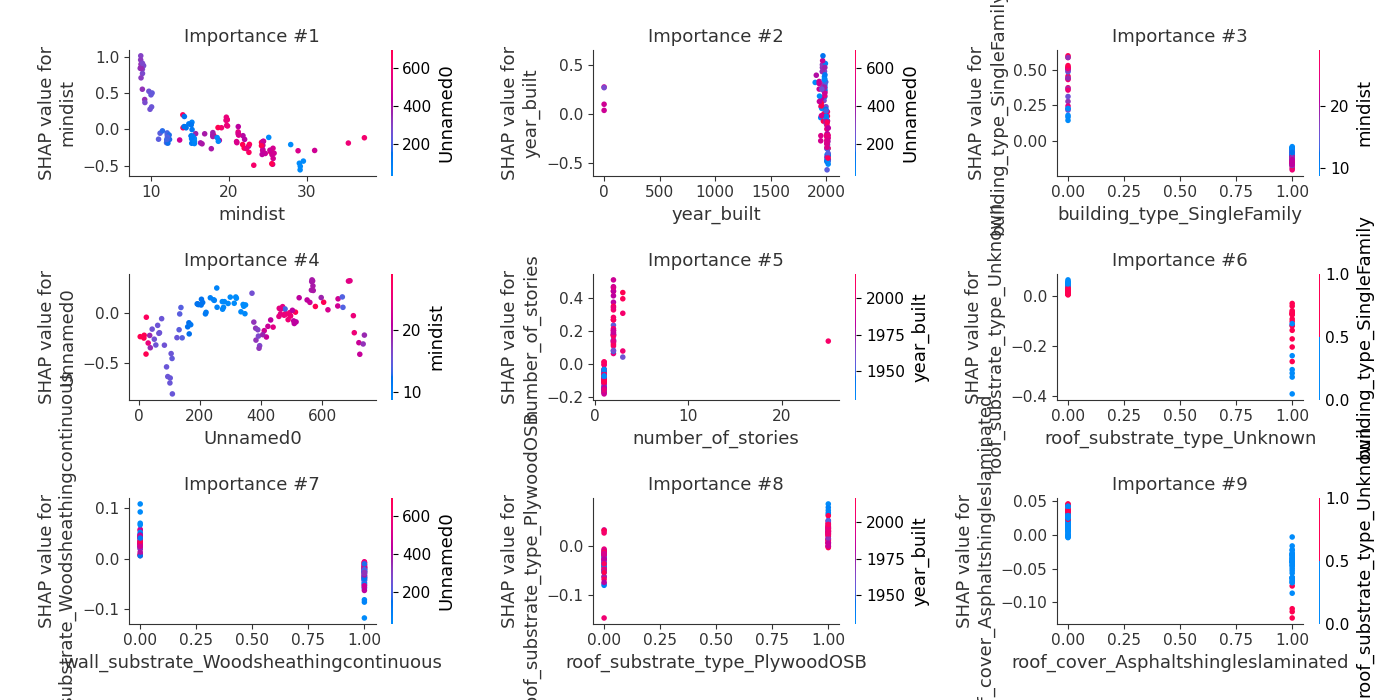 Importance #1
Importance #2
Importance #3
SHAP value for
mindist
1.0
0.5
0.0
−0.5
10
20
30
mindist
600
400
200
Unnamed0
SHAP value for
year_built
0.5
0.0
−0.5
0
500
1000
1500
2000
year_built
600
400
200
Unnamed0
SHAP value for
building_type_SingleFamily
0.50
0.25
0.00
0.00
0.25
0.50
0.75
1.00
building_type_SingleFamily
20
10
mindist
Importance #4
Importance #5
Importance #6
SHAP value for
Unnamed0
0.0
−0.5
0
200
400
600
Unnamed0
20
10
mindist
SHAP value for
number_of_stories
0.4
0.2
0.0
−0.2
0
10
20
number_of_stories
2000
1975
1950
year_built
SHAP value for
roof_substrate_type_Unknown
0.0
−0.2
−0.4
0.00
0.25
0.50
0.75
1.00
roof_substrate_type_Unknown
1.0
0.5
0.0
building_type_SingleFamily
Importance #7
Importance #8
Importance #9
SHAP value for
substrate_Woodsheathingcontinuous
0.1
0.0
−0.1
0.00
0.25
0.50
0.75
1.00
wall_substrate_Woodsheathingcontinuous
600
400
200
Unnamed0
SHAP value for
roof_substrate_type_PlywoodOSB
0.0
−0.1
0.00
0.25
0.50
0.75
1.00
roof_substrate_type_PlywoodOSB
2000
1975
1950
year_built
SHAP value for
f_cover_Asphaltshingleslaminated
0.05
0.00
−0.05
−0.10
0.00
0.25
0.50
0.75
1.00
roof_cover_Asphaltshingleslaminated
1.0
0.5
0.0
roof_substrate_type_Unknown